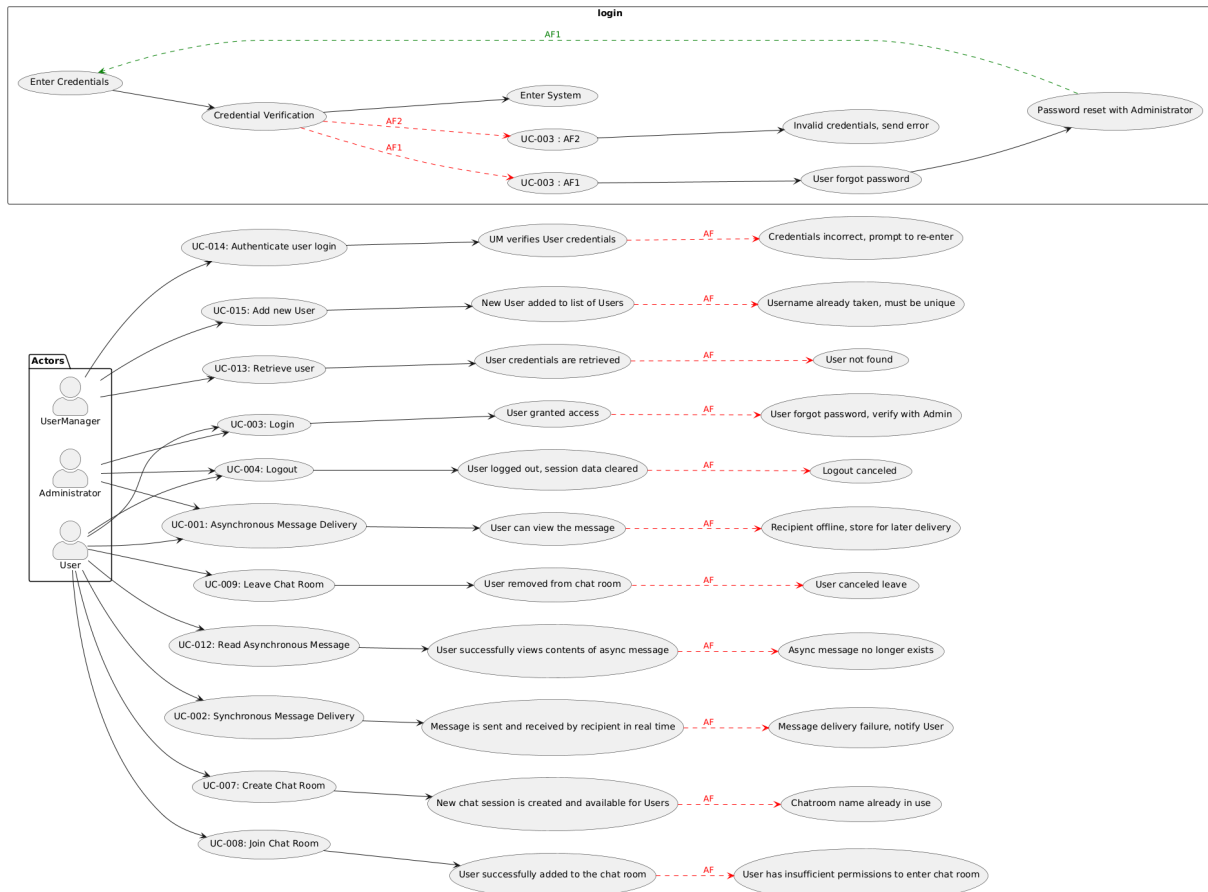 login
AF1
Enter Credentials
Credential Verification
Enter System
AF2
UC-003 : AF2
Invalid credentials, send error
AF1
UC-003 : AF1
User forgot password
Password reset with Administrator
UC-014: Authenticate user login
UM verifies User credentials
AF
Credentials incorrect, prompt to re-enter
UC-015: Add new User
New User added to list of Users
AF
Username already taken, must be unique
Actors
UserManager
Administrator
User
UC-013: Retrieve user
User credentials are retrieved
AF
User not found
UC-003: Login
User granted access
AF
User forgot password, verify with Admin
UC-004: Logout
User logged out, session data cleared
AF
Logout canceled
UC-001: Asynchronous Message Delivery
User can view the message
AF
Recipient offline, store for later delivery
UC-009: Leave Chat Room
User removed from chat room
AF
User canceled leave
UC-012: Read Asynchronous Message
User successfully views contents of async message
AF
Async message no longer exists
UC-002: Synchronous Message Delivery
Message is sent and received by recipient in real time
AF
Message delivery failure, notify User
UC-007: Create Chat Room
New chat session is created and available for Users
AF
Chatroom name already in use
UC-008: Join Chat Room
User successfully added to the chat room
AF
User has insufficient permissions to enter chat room